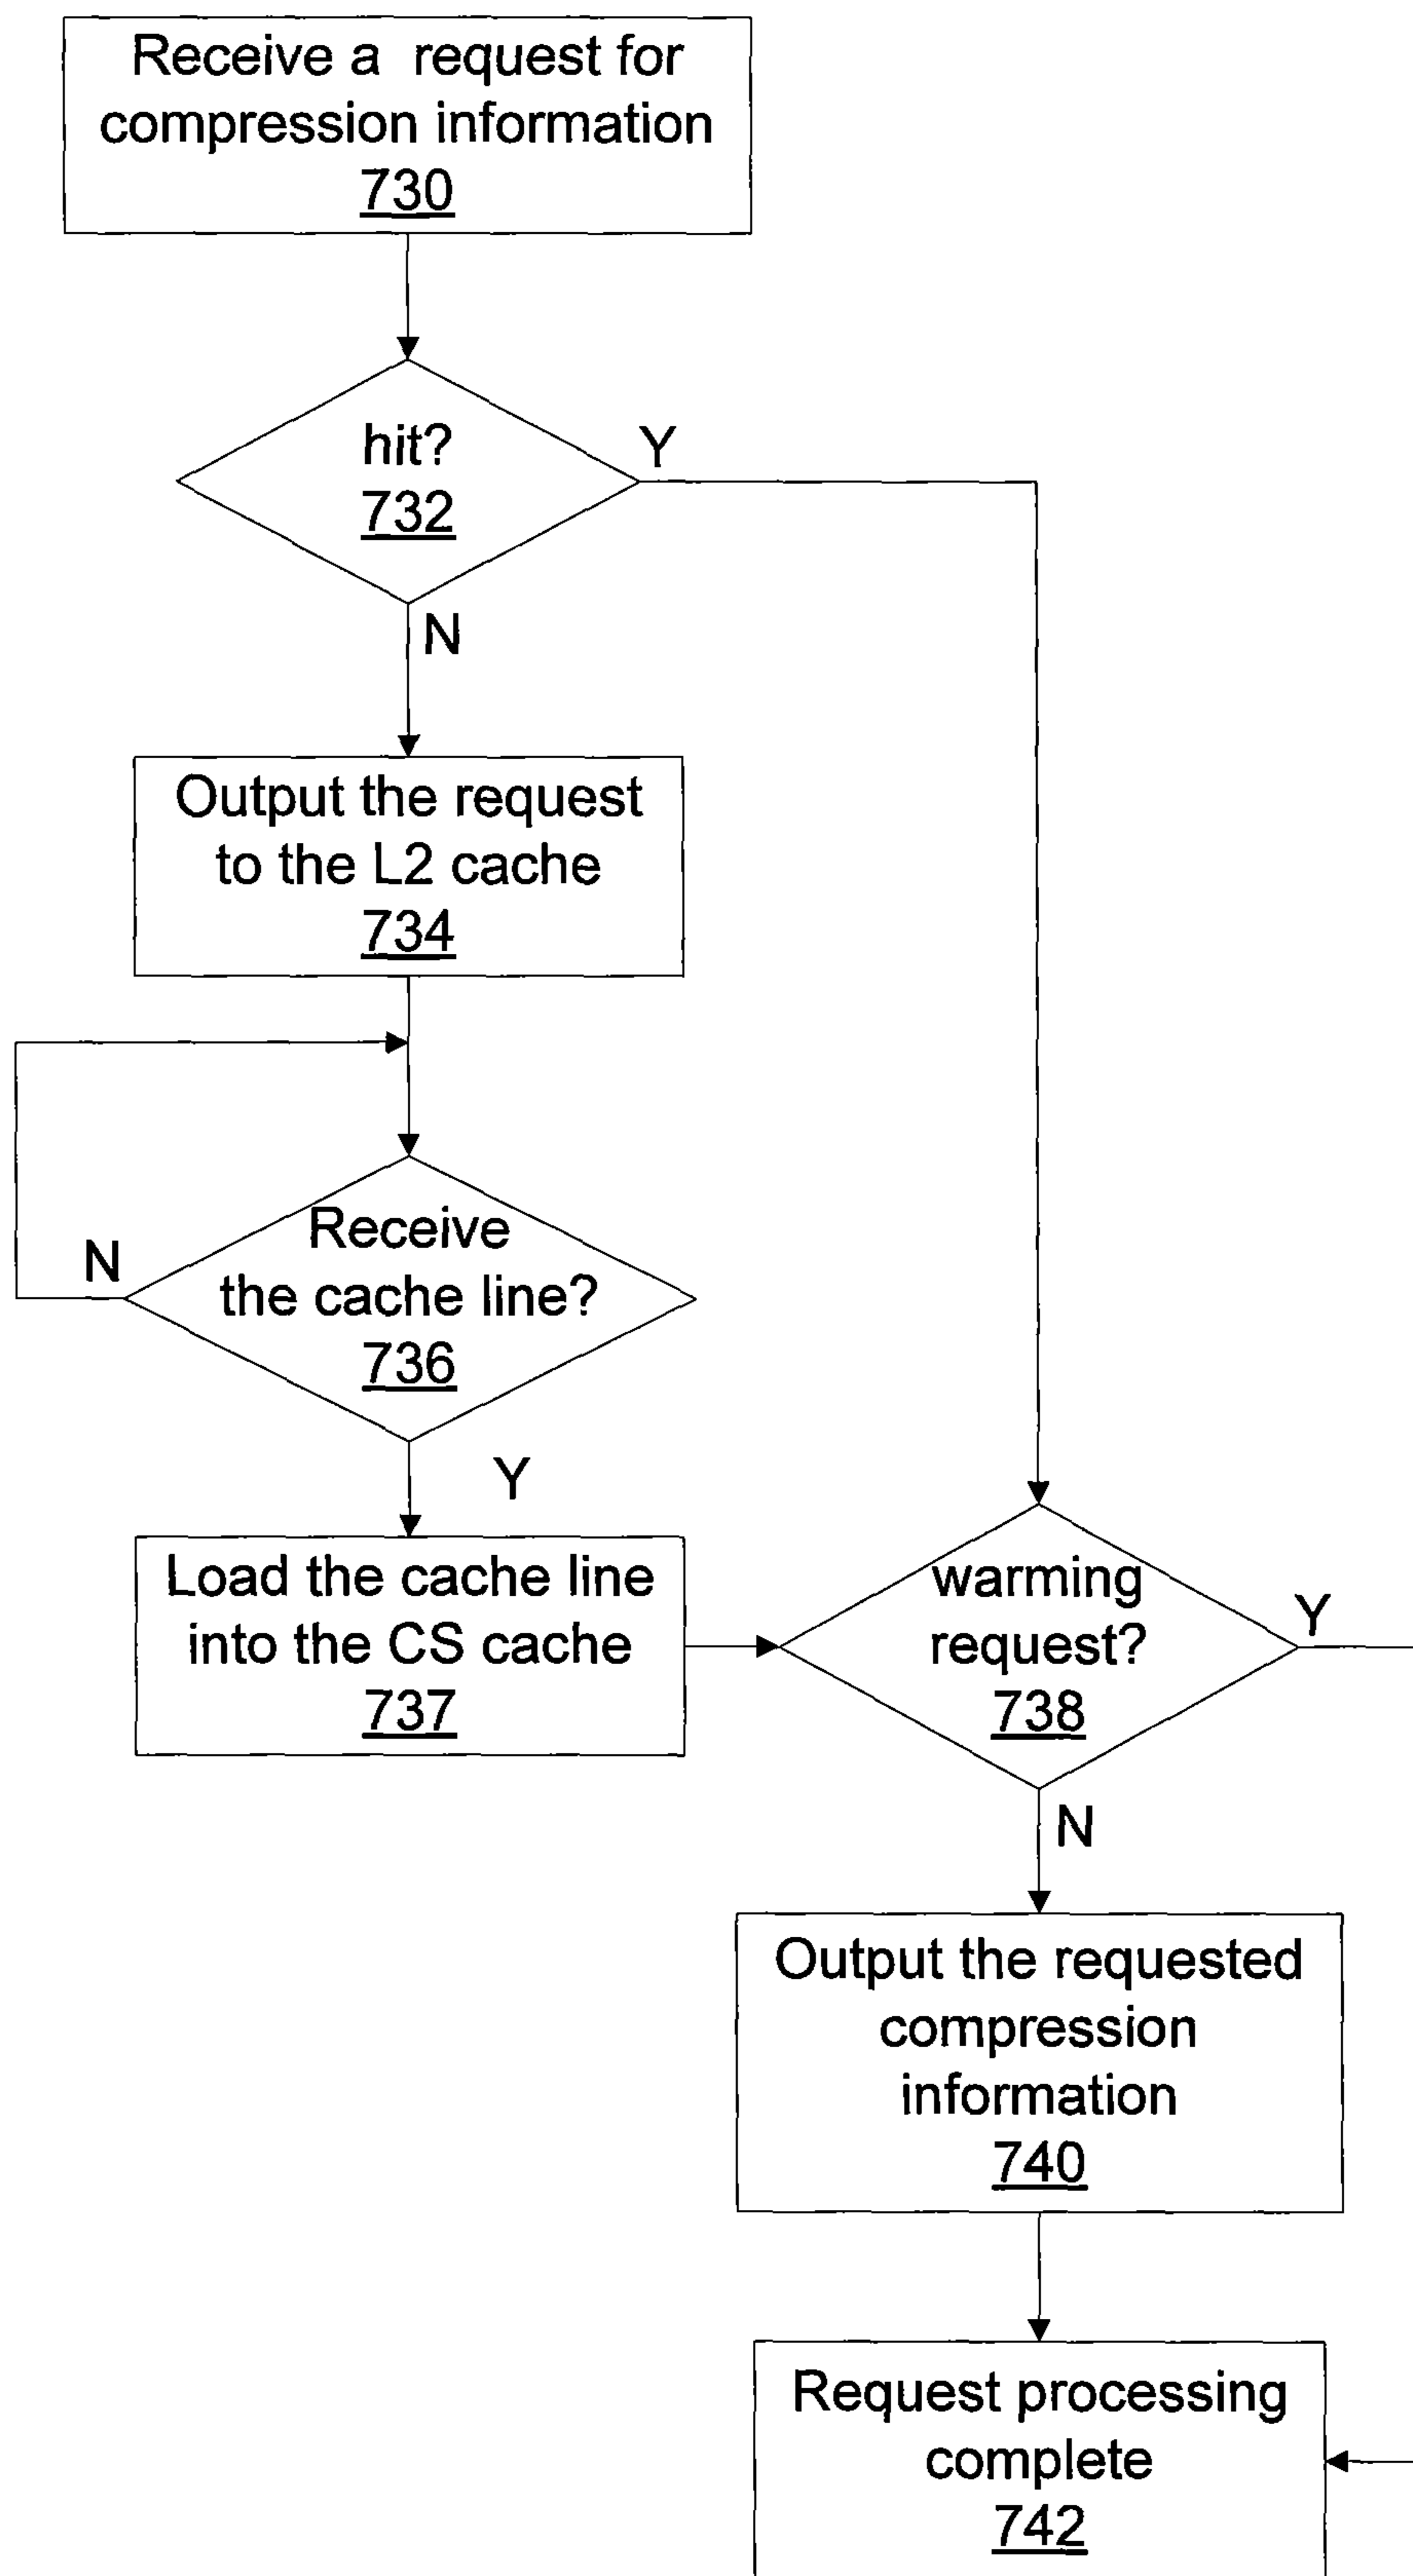 Receive a request for
compression information
730
hit?
732
Y
N
Output the request
to the L2 cache
734
Receive
the cache line?
736
N
Y
Load the cache line
into the CS cache
737
warming
request?
738
Y
N
Output the requested
compression
information
740
Request processing
complete
742